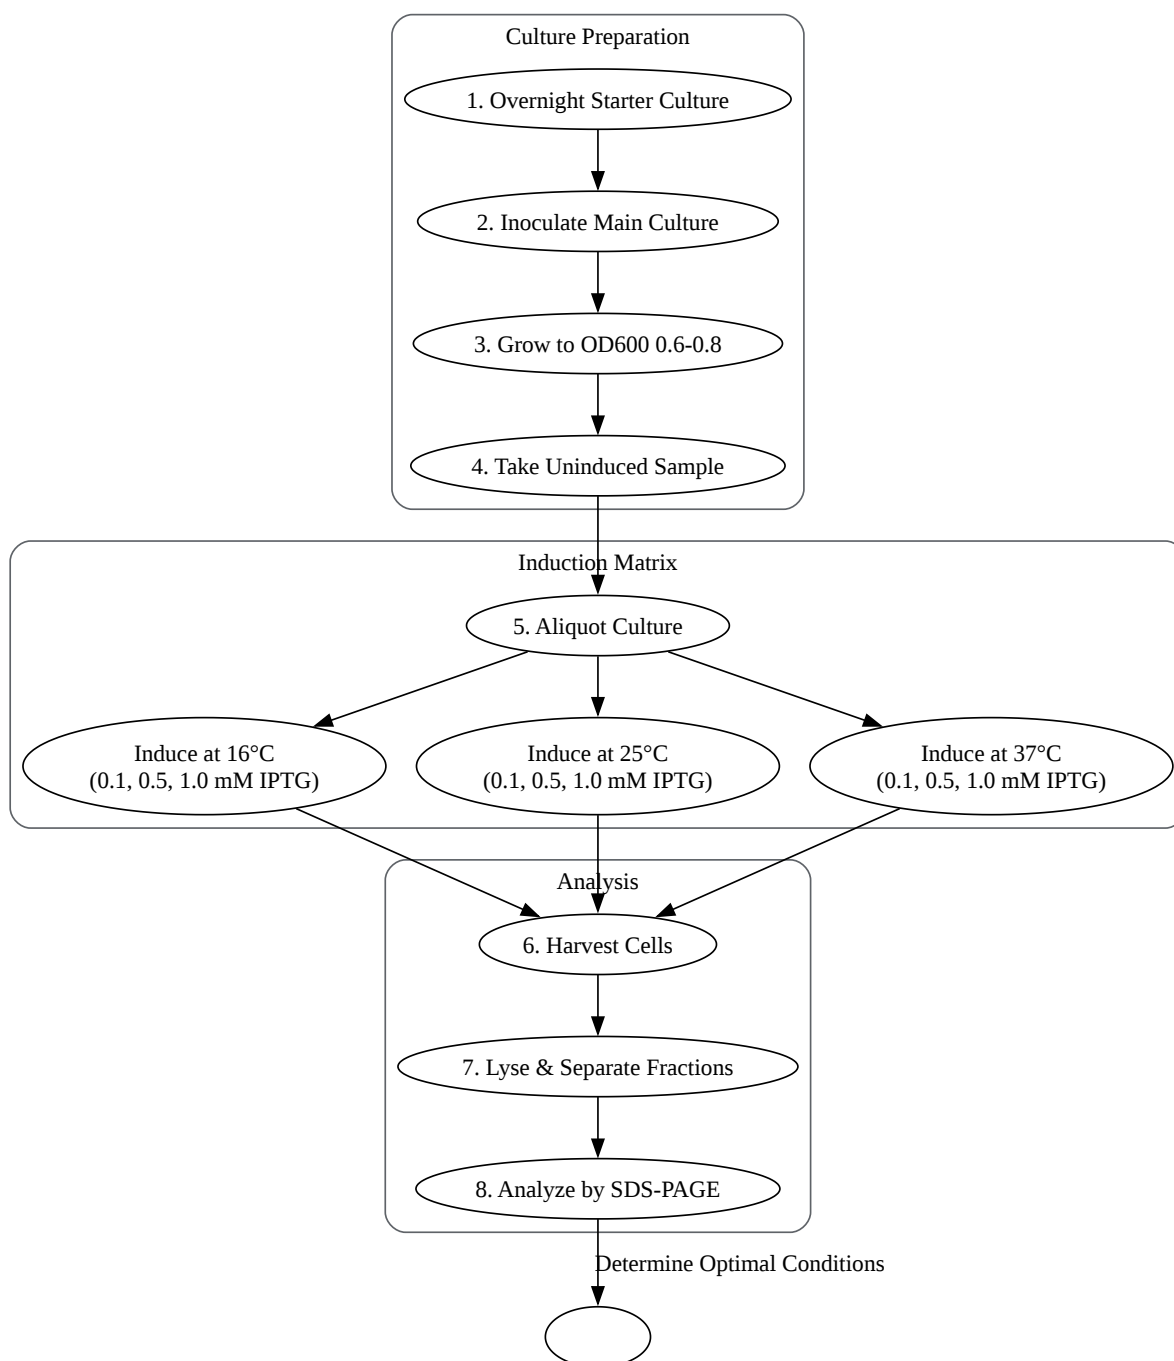 Culture Preparation
1. Overnight Starter Culture
2. Inoculate Main Culture
3. Grow to OD600 0.6-0.8
4. Take Uninduced Sample
Induction Matrix
5. Aliquot Culture
Induce at 16°C
(0.1, 0.5, 1.0 mM IPTG)
Induce at 25°C
(0.1, 0.5, 1.0 mM IPTG)
Induce at 37°C
(0.1, 0.5, 1.0 mM IPTG)
Analysis
6. Harvest Cells
7. Lyse & Separate Fractions
8. Analyze by SDS-PAGE
Determine Optimal Conditions